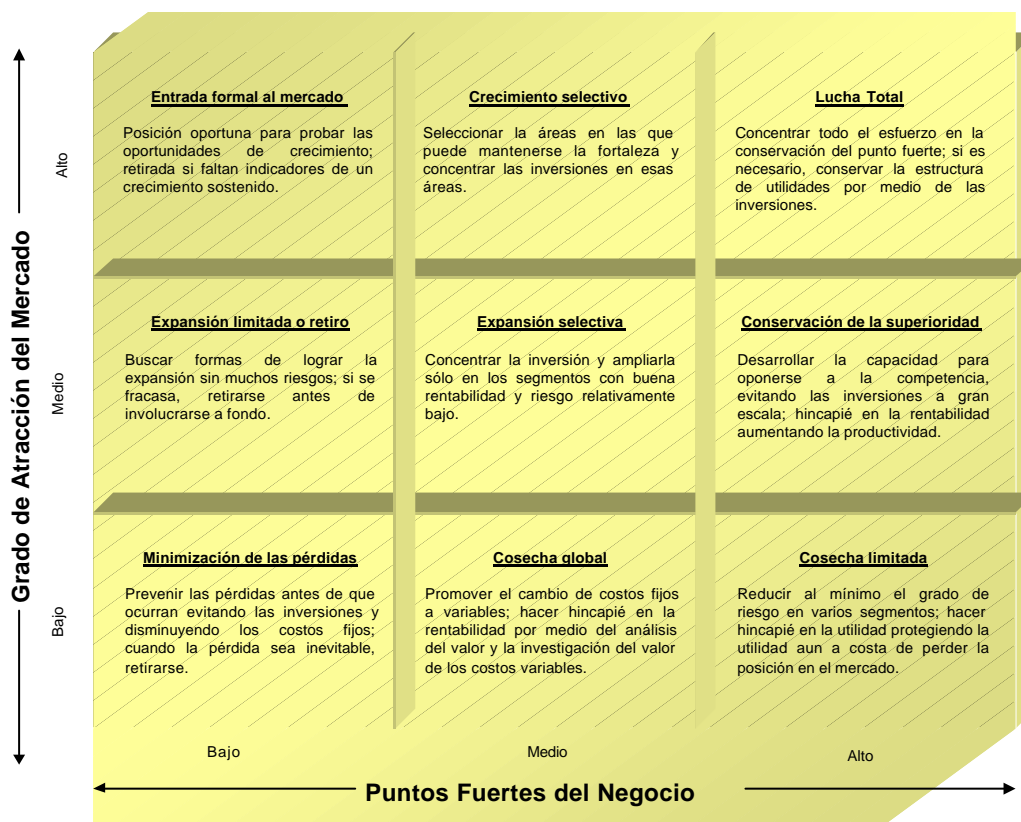 Grado de Atracción del Mercado
Alto
Entrada formal al mercado
Posición oportuna para probar las
oportunidades de crecimiento;
retirada si faltan indicadores de un
crecimiento sostenido.
Crecimiento selectivo
Seleccionar la áreas en las que
puede mantenerse la fortaleza y
concentrar las inversiones en esas
áreas.
Lucha Total
Concentrar todo el esfuerzo en la
conservación del punto fuerte; si es
necesario, conservar la estructura
de utilidades por medio de las
inversiones.
Medio
Expansión limitada o retiro
Buscar formas de lograr la
expansión sin muchos riesgos; si se
fracasa, retirarse antes de
involucrarse a fondo.
Expansión selectiva
Concentrar la inversión y ampliarla
sólo en los segmentos con buena
rentabilidad y riesgo relativamente
bajo.
Conservación de la superioridad
Desarrollar la capacidad para
oponerse a la competencia,
evitando las inversiones a gran
escala; hincapié en la rentabilidad
aumentando la productividad.
Bajo
Minimización de las pérdidas
Prevenir las pérdidas antes de que
ocurran evitando las inversiones y
disminuyendo los costos fijos;
cuando la pérdida sea inevitable,
retirarse.
Cosecha global
Promover el cambio de costos fijos
a variables; hacer hincapié en la
rentabilidad por medio del análisis
del valor y la investigación del valor
de los costos variables.
Cosecha limitada
Reducir al mínimo el grado de
riesgo en varios segmentos; hacer
hincapié en la utilidad protegiendo la
utilidad aun a costa de perder la
posición en el mercado.
Bajo
Medio
Alto
Puntos Fuertes del Negocio